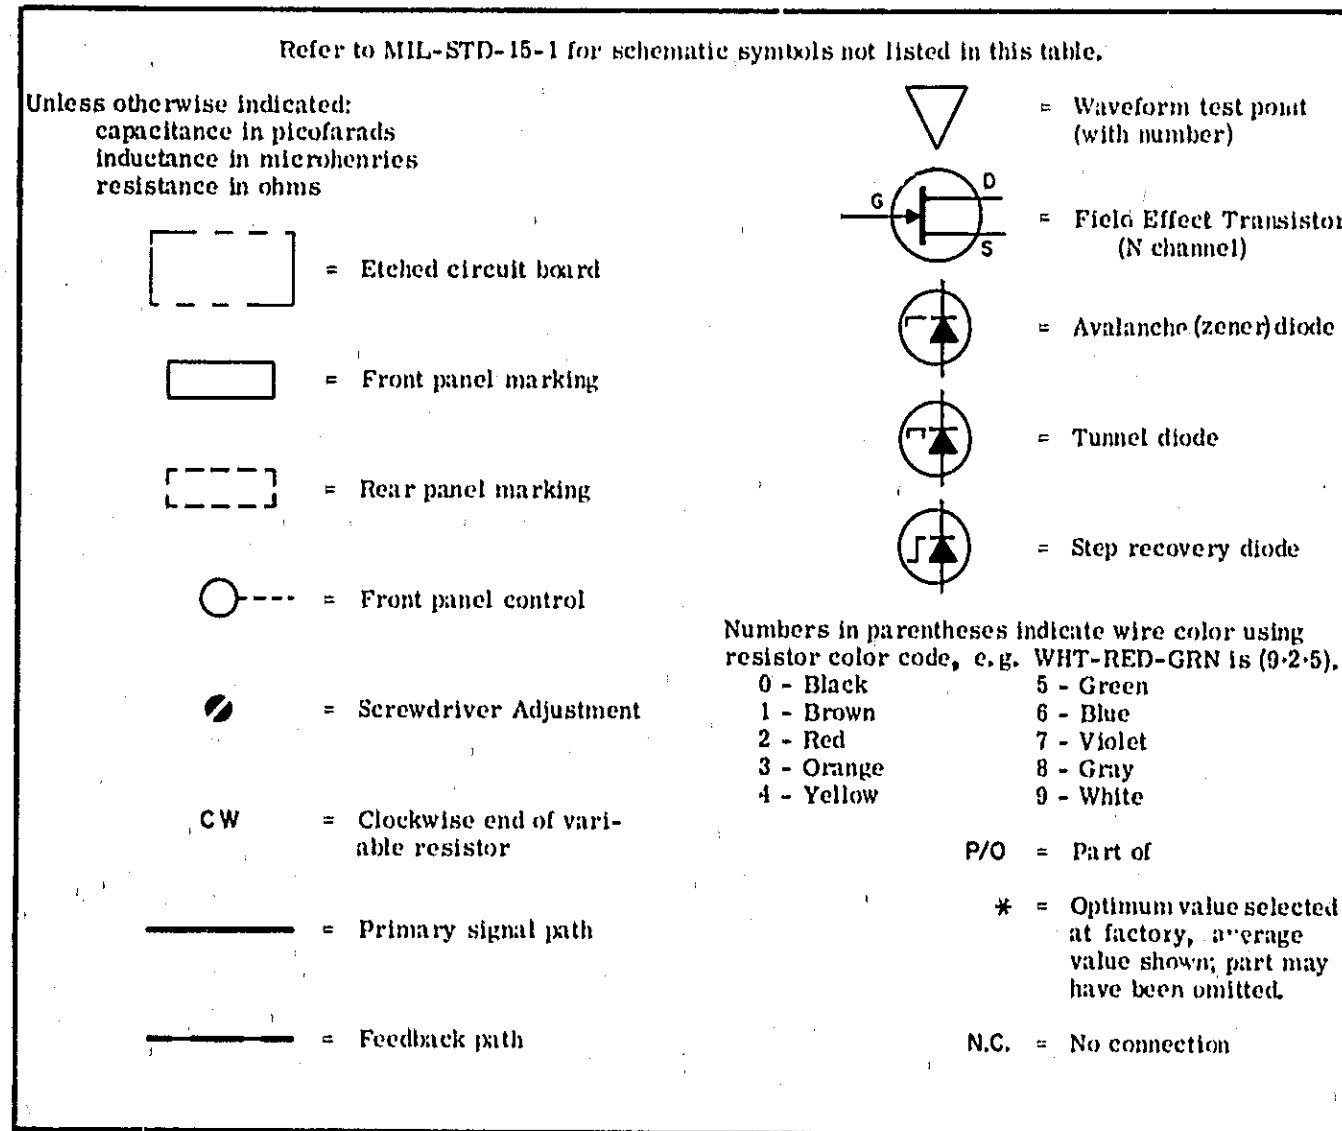 Refer to MIL-STD-15-1 for schematic symbols not listed in this table.
Unless otherwise indicated:
capacitance in picofarads
inductance in microhenries
resistance in ohms
= Etched circuit board
= Front panel marking
= Rear panel marking
= Front panel control
= Screwdriver Adjustment
CW = Clockwise end of vari-
able resistor
= Primary signal path
= Feedback path
= Waveform test point
(with number)
G
D
S
= Field Effect Transistor
(N channel)
= Avalanche (zener) diode
= Tunnel diode
= Step recovery diode
Numbers in parentheses indicate wire color using
resistor color code, e.g. WHT-RED-GRN is (9·2·5).
0 - Black 5 - Green
1 - Brown 6 - Blue
2 - Red 7 - Violet
3 - Orange 8 - Gray
4 - Yellow 9 - White
P/O = Part of
* = Optimum value selected
at factory, average
value shown; part may
have been omitted.
N.C. = No connection